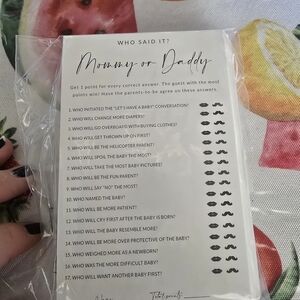 WHO SAID IT?
Mommy or Daddy
Get 1 point for every correct answer. The guest with the most
points win! Have the parents-to-be agree on these answers.
1. WHO INITIATED THE "LET'S HAVE A BABY" CONVERSATION?
2. WHO WILL CHANGE MORE DIAPERS?
3. WHO WILL GO OVERBOARD WITH BUYING CLOTHES?
4. WHO WILL GET THROWN UP ON FIRST?
5. WHO WILL BE THE HELICOPTER PARENT?
6. WHO WILL SPOIL THE BABY THE MOST?
7. WHO WILL TAKE THE MOST BABY PICTURES?
8. WHO WILL BE THE FUN PARENT?
9. WHO WILL SAY "NO" THE MOST?
10. WHO NAMED THE BABY?
11. WHO WILL BE MORE PATIENT?
12. WHO WILL CRY FIRST AFTER THE BABY IS BORN?
13. WHO WILL THE BABY RESEMBLE MORE?
14. WHO WILL BE MORE OVER PROTECTIVE OF THE BABY?
15. WHO WEIGHED MORE AS A NEWBORN?
16. WHO WAS THE MORE DIFFICULT BABY?
17. WHO WILL WANT ANOTHER BABY FIRST?
Name Total points